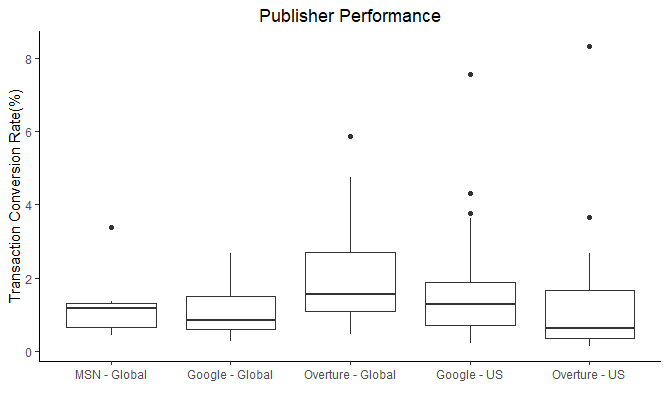 Publisher Performance
Transaction Conversion Rate(%)
8
6
4
2
0
MSN - Global
Google - Global
Overture - Global
Google - US
Overture - US